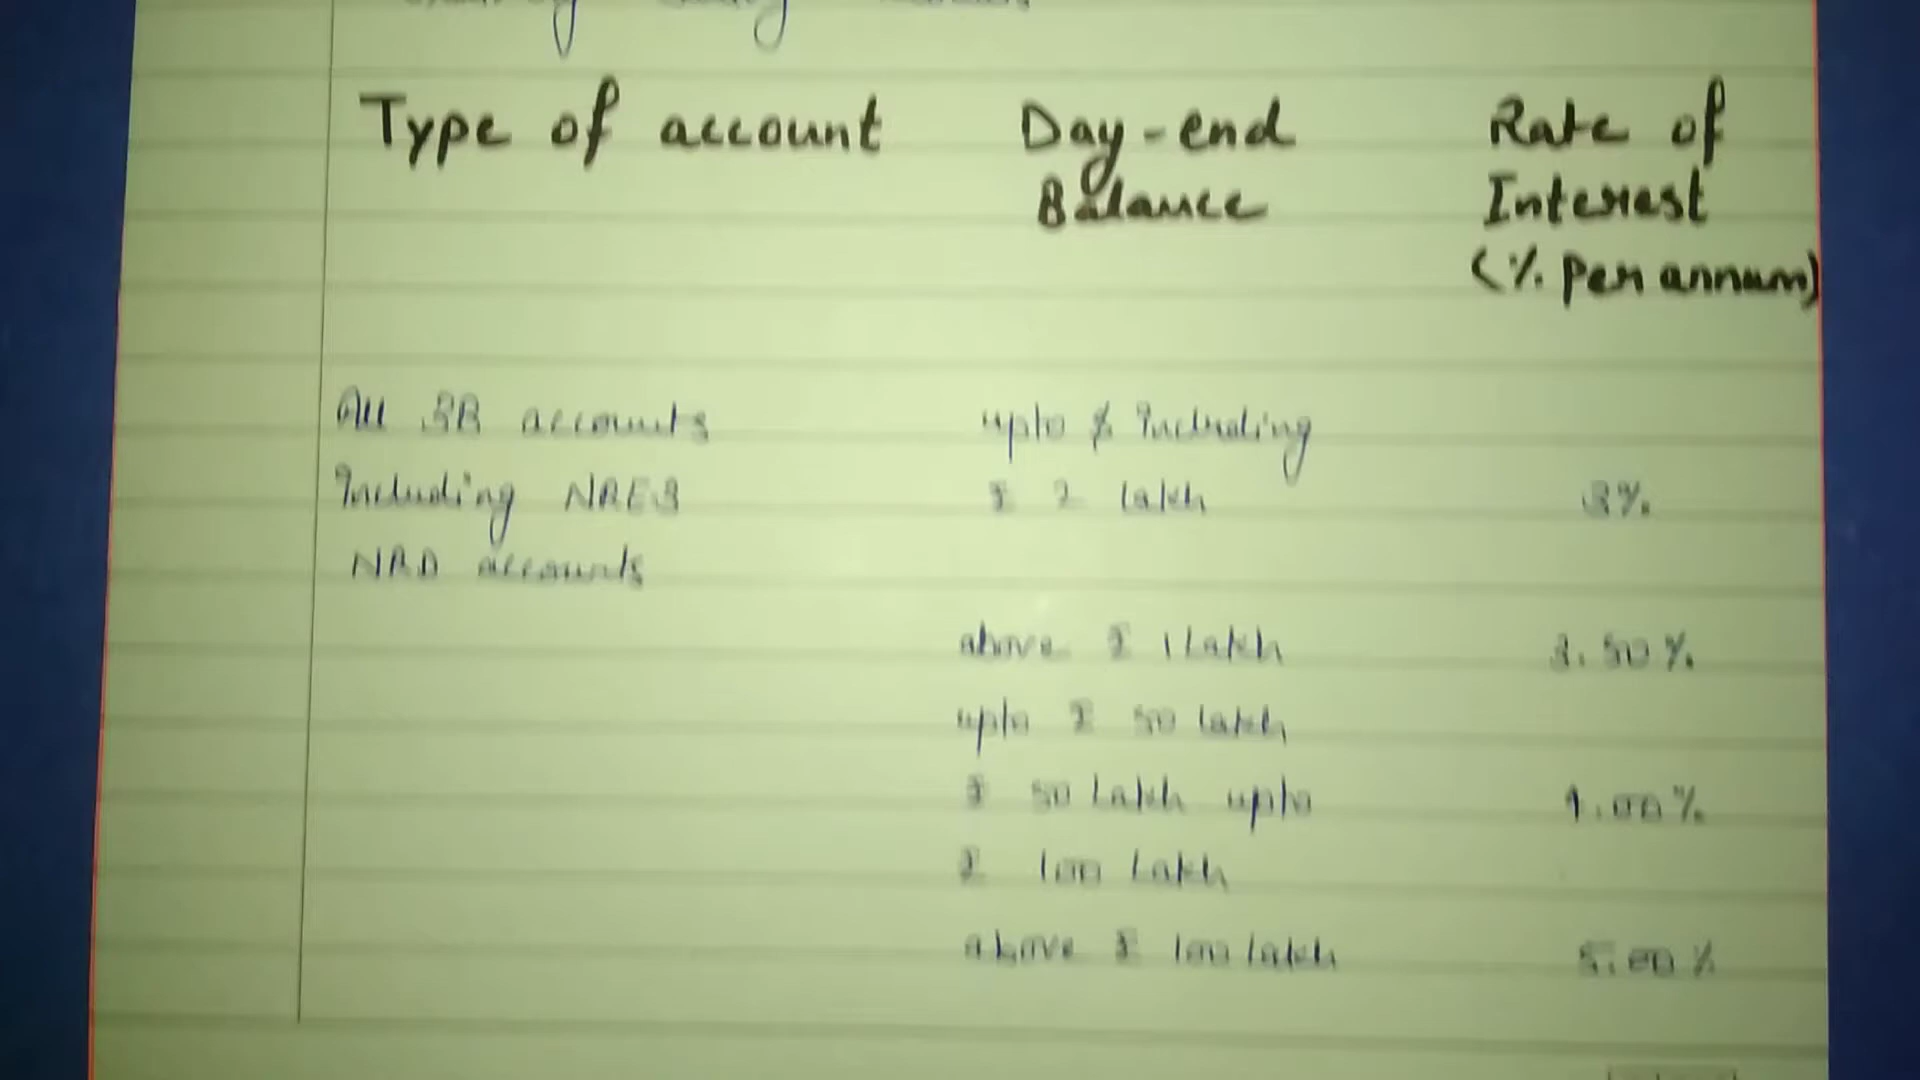 Type of account Day-end Rate of
Balance Interest
(% per annum)
All SB accounts upto & Including
Including NRE & ₹ 2 lakh 3%
NRO accounts
above ₹ 1 Lakh 3.50%
upto ₹ 50 lakh
₹ 50 Lakh upto 4.00%
₹ 100 Lakh
above ₹ 100 lakh 5.00%